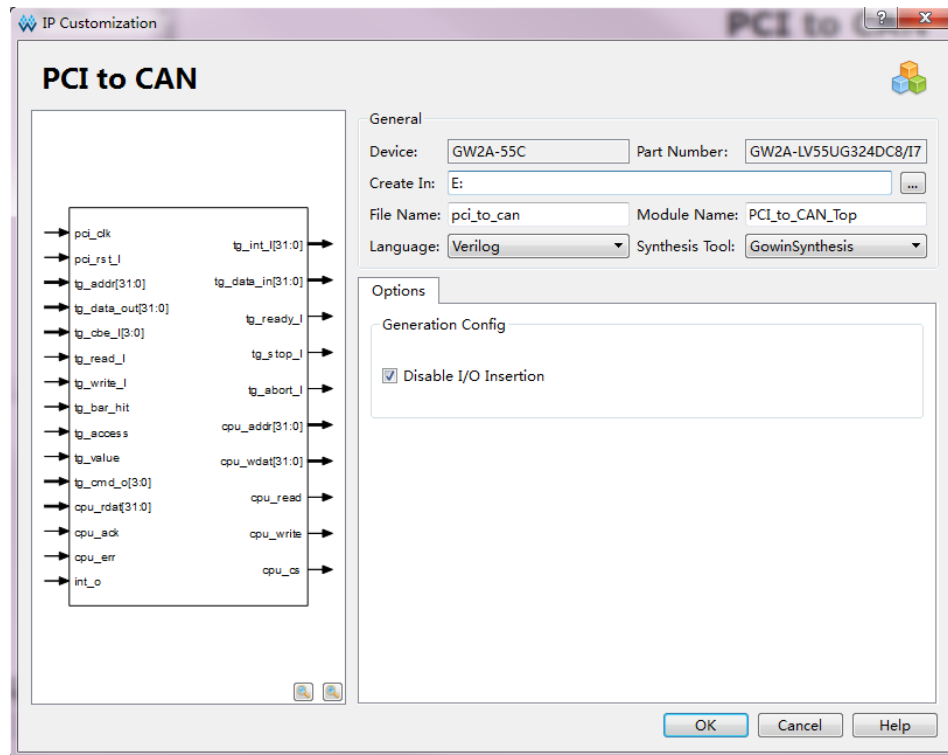 IP Customization
PCI to CAN
PCI to CAN
pci_clk
pci_rst_l
tg_addr[31:0]
tg_data_out[31:0]
tg_cbe_l[3:0]
tg_read_l
tg_write_l
tg_bar_hit
tg_access
tg_value
tg_cmd_o[3:0]
cpu_rdat[31:0]
cpu_ack
cpu_err
int_o
tg_int_l[31:0]
tg_data_in[31:0]
tg_ready_l
tg_stop_l
tg_abort_l
cpu_addr[31:0]
cpu_wdat[31:0]
cpu_read
cpu_write
cpu_cs
General
Device: GW2A-55C Part Number: GW2A-LV55UG324DC8/I7
Create In: E: ...
File Name: pci_to_can Module Name: PCI_to_CAN_Top
Language: Verilog Synthesis Tool: GowinSynthesis
Options
Generation Config
Disable I/O Insertion
OK Cancel Help